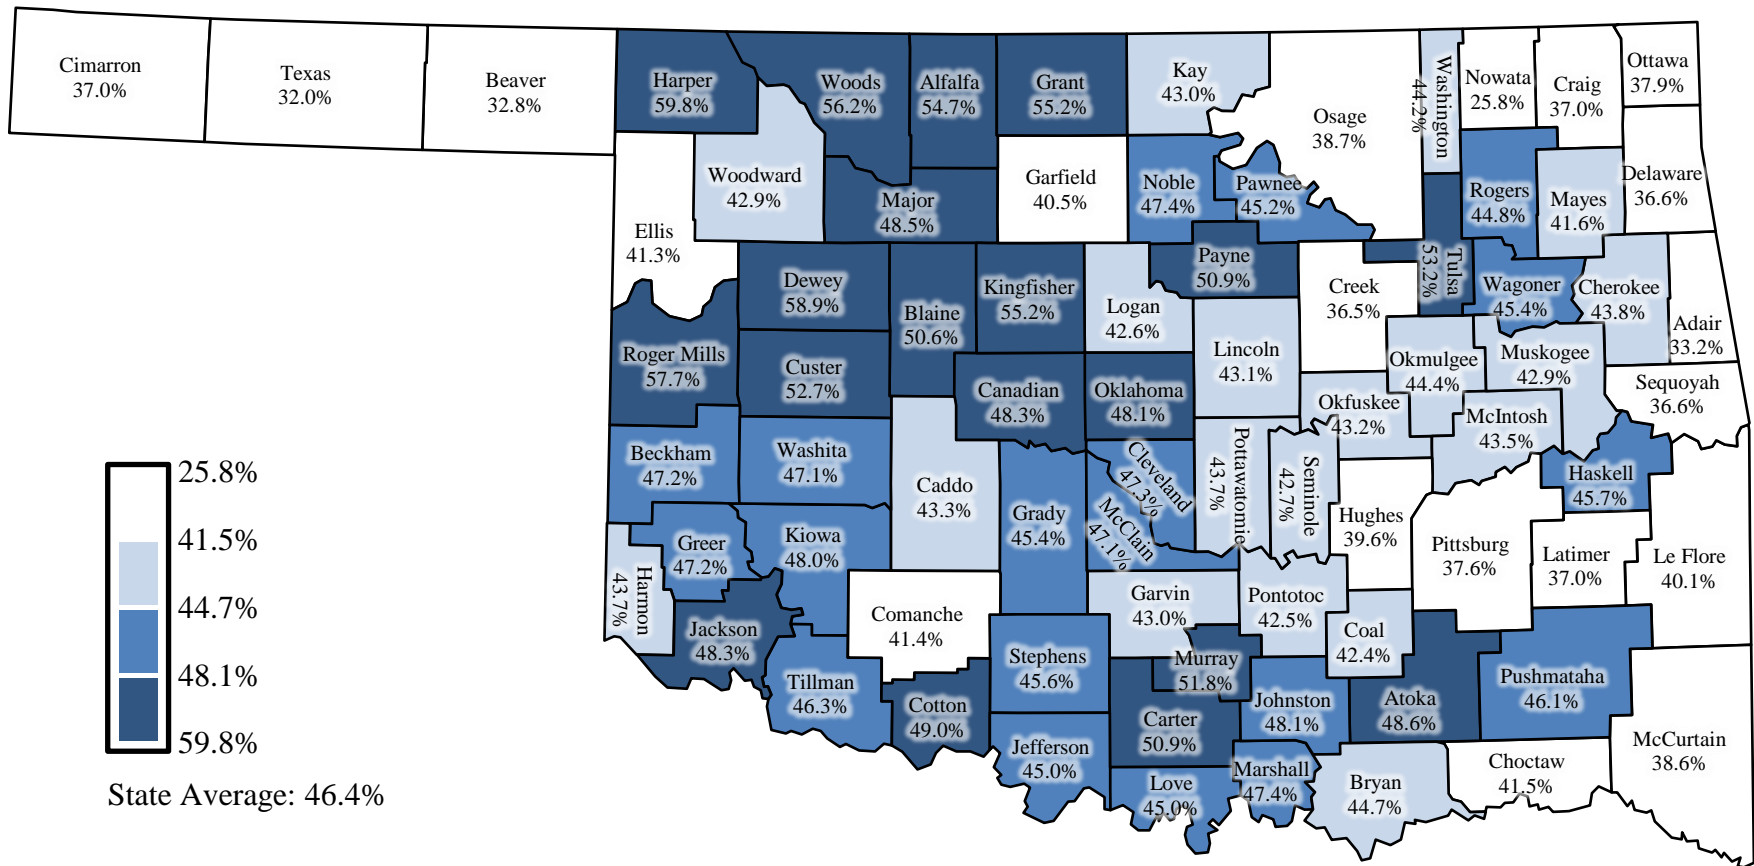 Cimarron
37.0%
Texas
32.0%
Beaver
32.8%
Harper
59.8%
Woods
56.2%
Alfalfa
54.7%
Grant
55.2%
Kay
43.0%
Osage
38.7%
Washington
44.2%
Nowata
25.8%
Craig
37.0%
Ottawa
37.9%
Ellis
41.3%
Woodward
42.9%
Major
48.5%
Garfield
40.5%
Noble
47.4%
Pawnee
45.2%
Rogers
44.8%
Mayes
41.6%
Delaware
36.6%
Dewey
58.9%
Blaine
50.6%
Kingfisher
55.2%
Logan
42.6%
Payne
50.9%
Creek
36.5%
Tulsa
53.2%
Wagoner
45.4%
Cherokee
43.8%
Adair
33.2%
Roger Mills
57.7%
Custer
52.7%
Canadian
48.3%
Oklahoma
48.1%
Lincoln
43.1%
Okmulgee
44.4%
Muskogee
42.9%
Sequoyah
36.6%
Okfuskee
43.2%
McIntosh
43.5%
Beckham
47.2%
Washita
47.1%
Caddo
43.3%
Grady
45.4%
Cleveland
47.3%
McClain
47.1%
Pottawatomie
43.7%
Seminole
42.7%
Hughes
39.6%
Pittsburg
37.6%
Haskell
45.7%
Latimer
37.0%
Le Flore
40.1%
Harmon
43.7%
Greer
47.2%
Kiowa
48.0%
Jackson
48.3%
Comanche
41.4%
Garvin
43.0%
Pontotoc
42.5%
Coal
42.4%
Tillman
46.3%
Cotton
49.0%
Stephens
45.6%
Murray
51.8%
Carter
50.9%
Johnston
48.1%
Atoka
48.6%
Pushmataha
46.1%
Jefferson
45.0%
Love
45.0%
Marshall
47.4%
Bryan
44.7%
Choctaw
41.5%
McCurtain
38.6%
25.8%
41.5%
44.7%
48.1%
59.8%
State Average: 46.4%